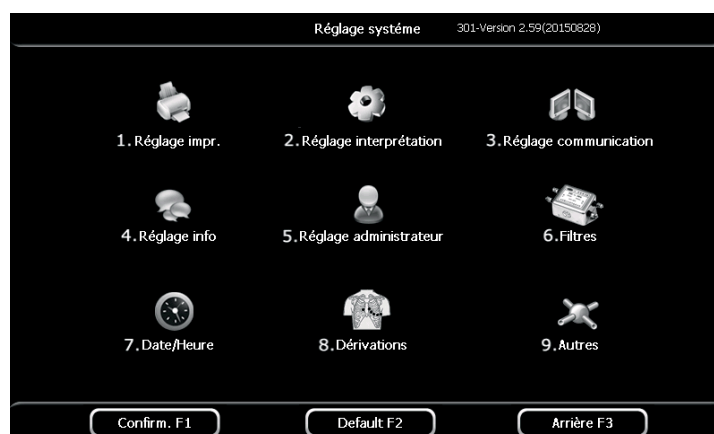 Réglage systéme 301-Version 2.59(20150828)
1.Réglage impr. 2.Réglage interprétation 3.Réglage communication
4.Réglage info 5.Réglage administrateur 6.Filtres
7.Date/Heure 8.Dérivations 9.Autres
Confirm. F1 Default F2 Arrière F3